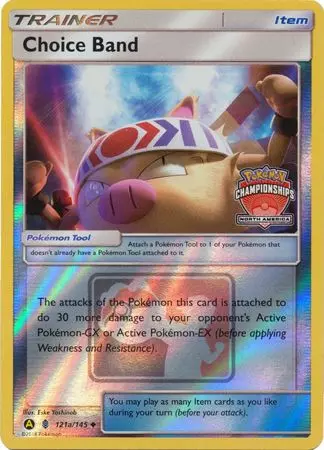 TRAINER
Item
Choice Band
Pokémon
CHAMPIONSHIPS
NORTH AMERICA
Pokémon Tool
Attach a Pokémon Tool to 1 of your Pokémon that
doesn't already have a Pokémon Tool attached to it.
The attacks of the Pokémon this card is attached to
do 30 more damage to your opponent's Active
Pokémon-GX or Active Pokémon-EX (before applying
Weakness and Resistance).
Illus. Eske Yoshinob
You may play as many Item cards as you like
during your turn (before your attack).
A
121a/145
Pokémon